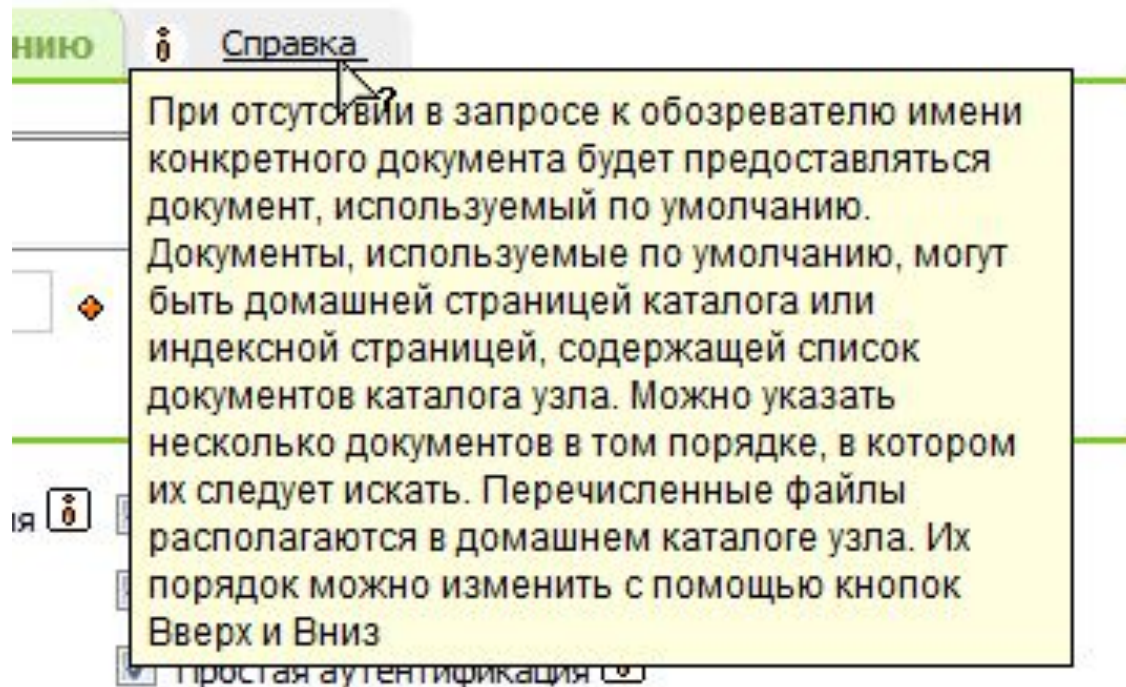 нию Справка
При отсутствии в запросе к обозревателю имени
конкретного документа будет предоставляться
документ, используемый по умолчанию.
Документы, используемые по умолчанию, могут
быть домашней страницей каталога или
индексной страницей, содержащей список
документов каталога узла. Можно указать
несколько документов в том порядке, в котором
их следует искать. Перечисленные файлы
располагаются в домашнем каталоге узла. Их
порядок можно изменить с помощью кнопок
Вверх и Вниз
ия
Простая аутентификация